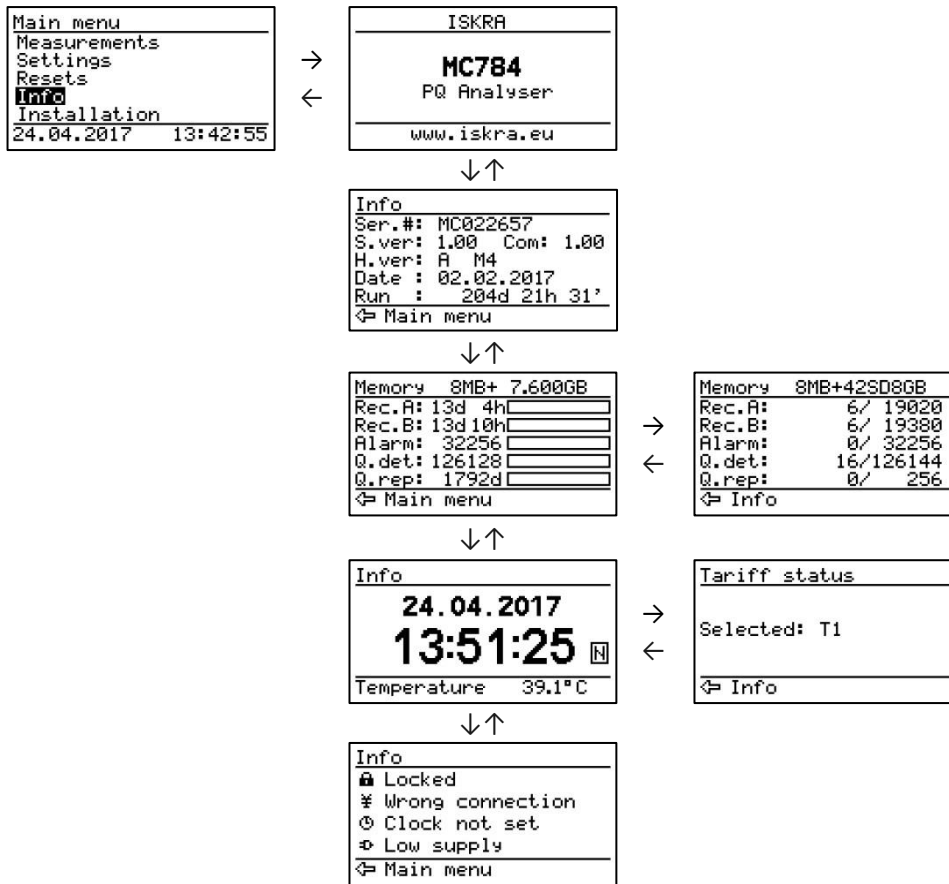 Main menu
Measurements
Settings
Resets
Info
Installation
24.04.2017 13:42:55
ISKRA
MC784
PQ Analyser
www.iskra.eu
Info
Ser.#: MC022657
S.ver: 1.00 Com: 1.00
H.ver: A M4
Date : 02.02.2017
Run : 204d 21h 31'
Main menu
Memory 8MB+ 7.600GB
Rec.A: 13d 4h
Rec.B: 13d 10h
Alarm: 32256
Q.det: 126128
Q.rep: 1792d
Main menu
Memory 8MB+42SD8GB
Rec.A: 6/ 19020
Rec.B: 6/ 19380
Alarm: 0/ 32256
Q.det: 16/126144
Q.rep: 0/ 256
Info
Info
24.04.2017
13:51:25 N
Temperature 39.1°C
Tariff status
Selected: T1
Info
Info
Locked
Wrong connection
Clock not set
Low supply
Main menu